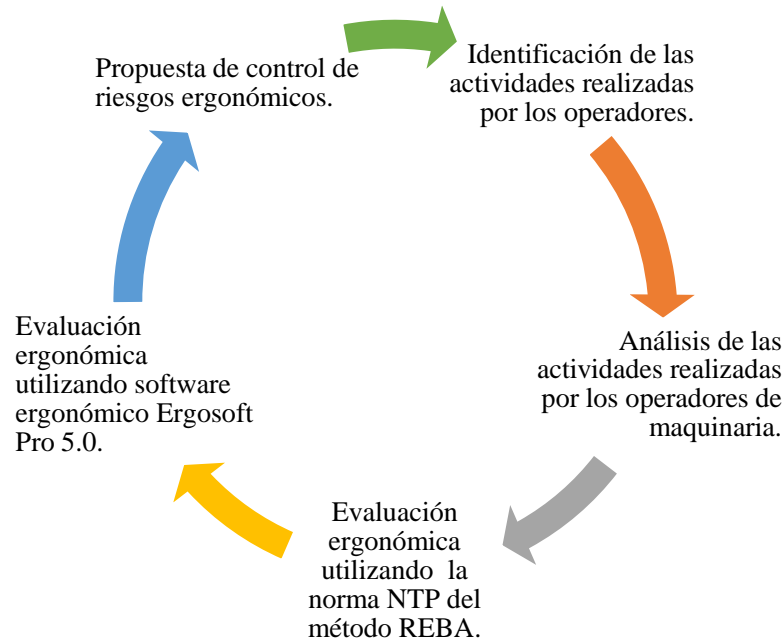 Propuesta de control de
riesgos ergonómicos.
Identificación de las
actividades realizadas
por los operadores.
Análisis de las
actividades realizadas
por los operadores de
maquinaria.
Evaluación
ergonómica
utilizando la
norma NTP del
método REBA.
Evaluación
ergonómica
utilizando software
ergonómico Ergosoft
Pro 5.0.